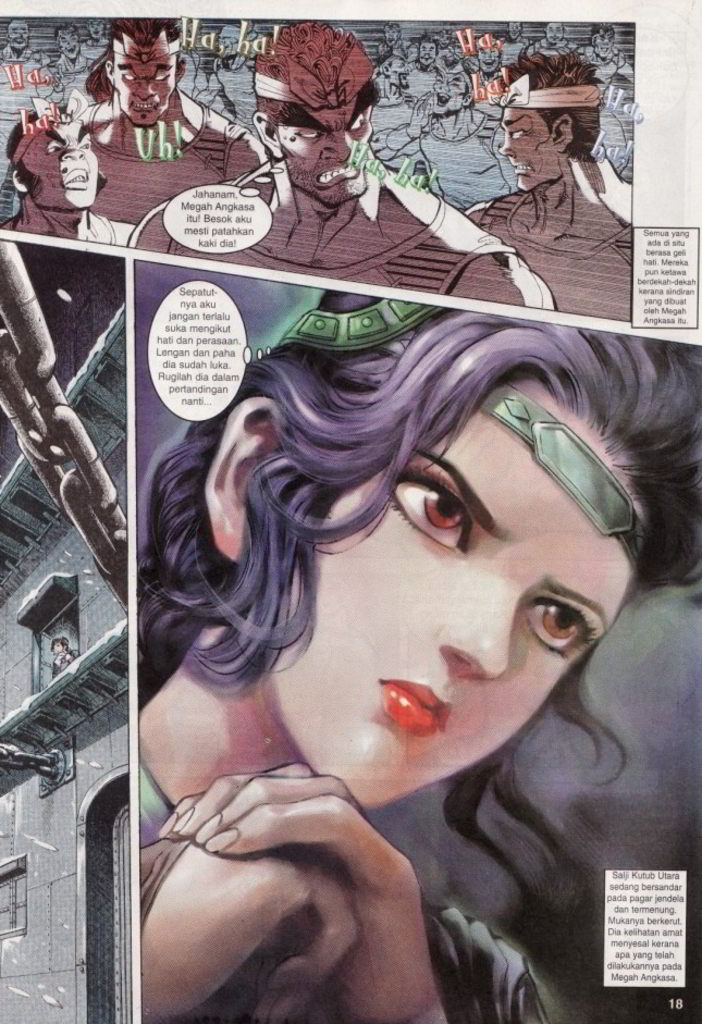 Ha, ha!
Ha,
ha!
Ha,
ha!
Uh!
Ha, ha!
Ha,
ha!
Jahanam,
Megah Angkasa
itu! Besok aku
mesti patahkan
kaki dia!
Semua yang
ada di situ
geli
hati. Mereka
pun ketawa
berdekah-dekah
kerana sindiran
yang dibuat
oleh Megah
Angkasa itu.
Sepatut-
nya aku
jangan terlalu
suka mengikut
hati dan perasaan.
Lengan dan paha
dia sudah luka.
Rugilah dia dalam
pertandingan
nanti...
Salji Kutub Utara
sedang bersandar
pada pagar jendela
dan termenung.
Mukanya berkerut.
Dia kelihatan amat
menyesal kerana
apa yang telah
dilakukannya pada
Megah Angkasa.
18